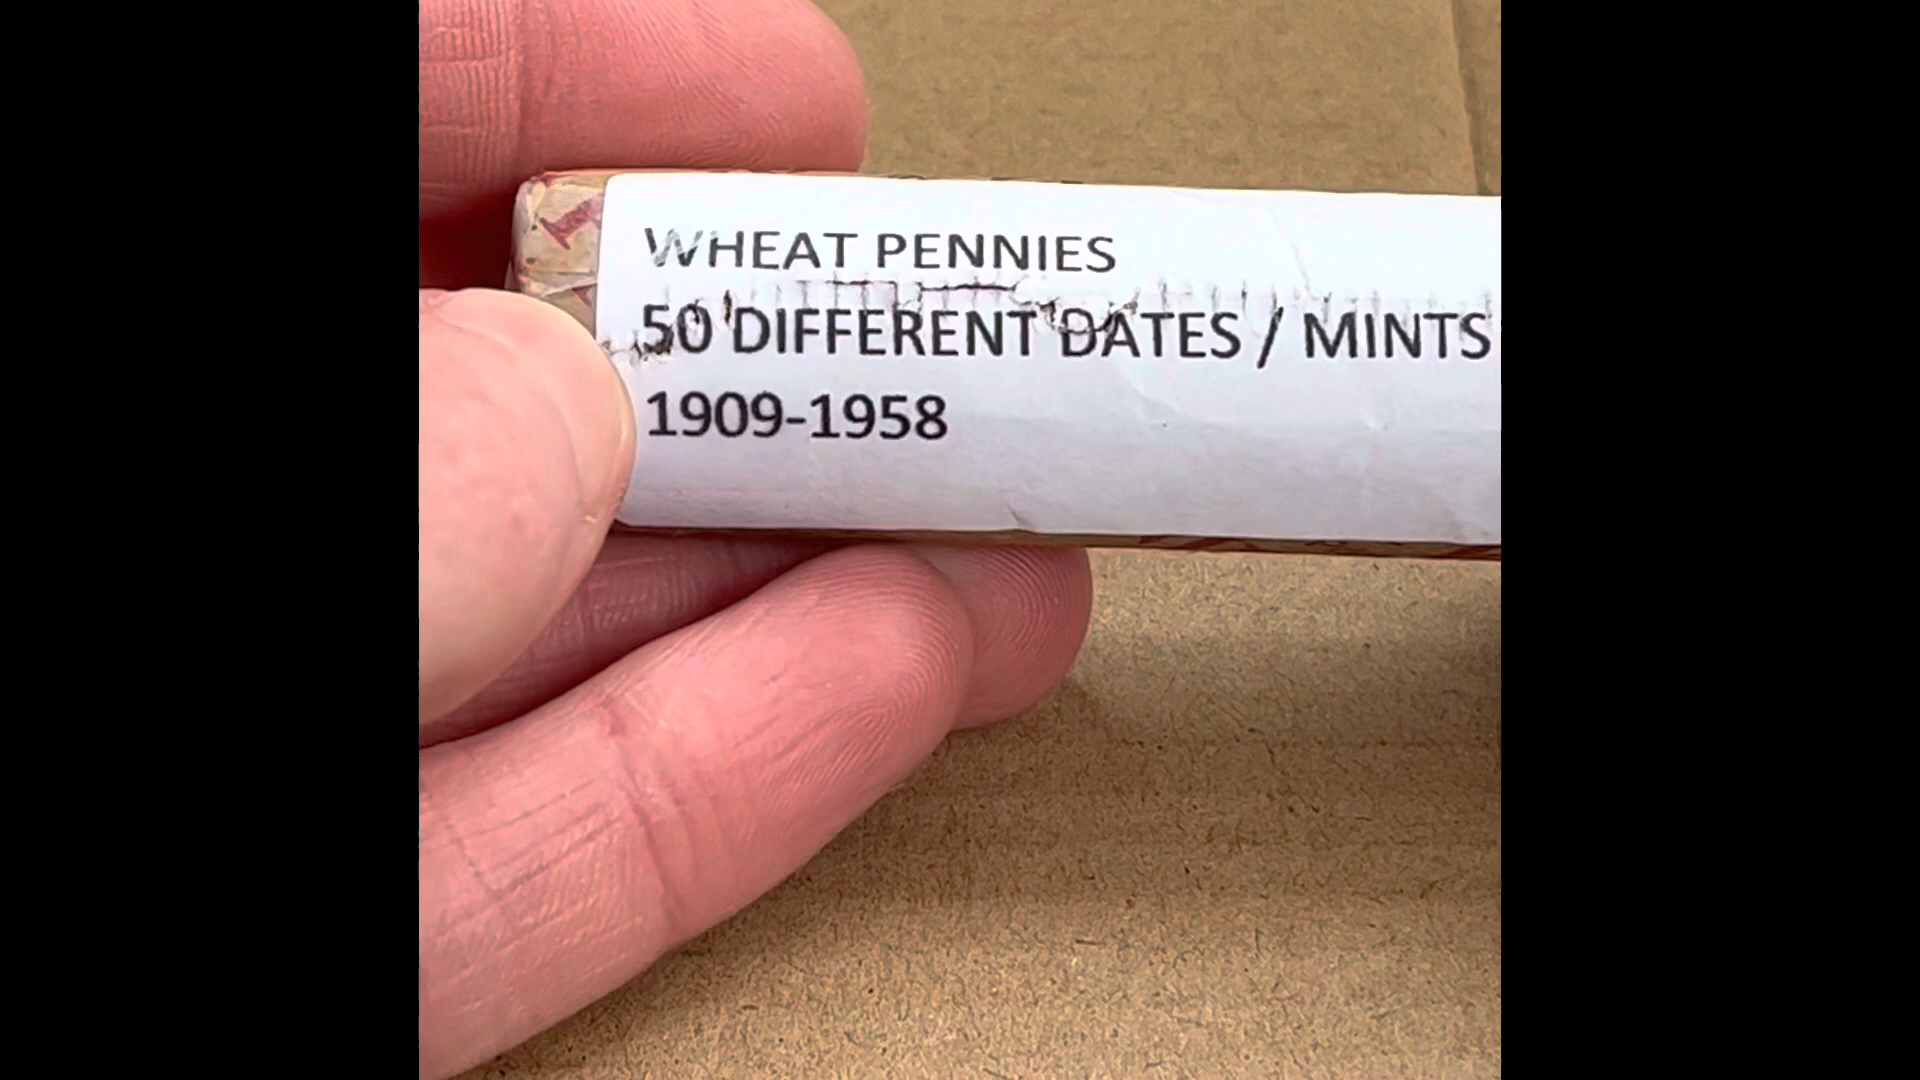 WHEAT PENNIES
50 DIFFERENT DATES / MINTS
1909-1958